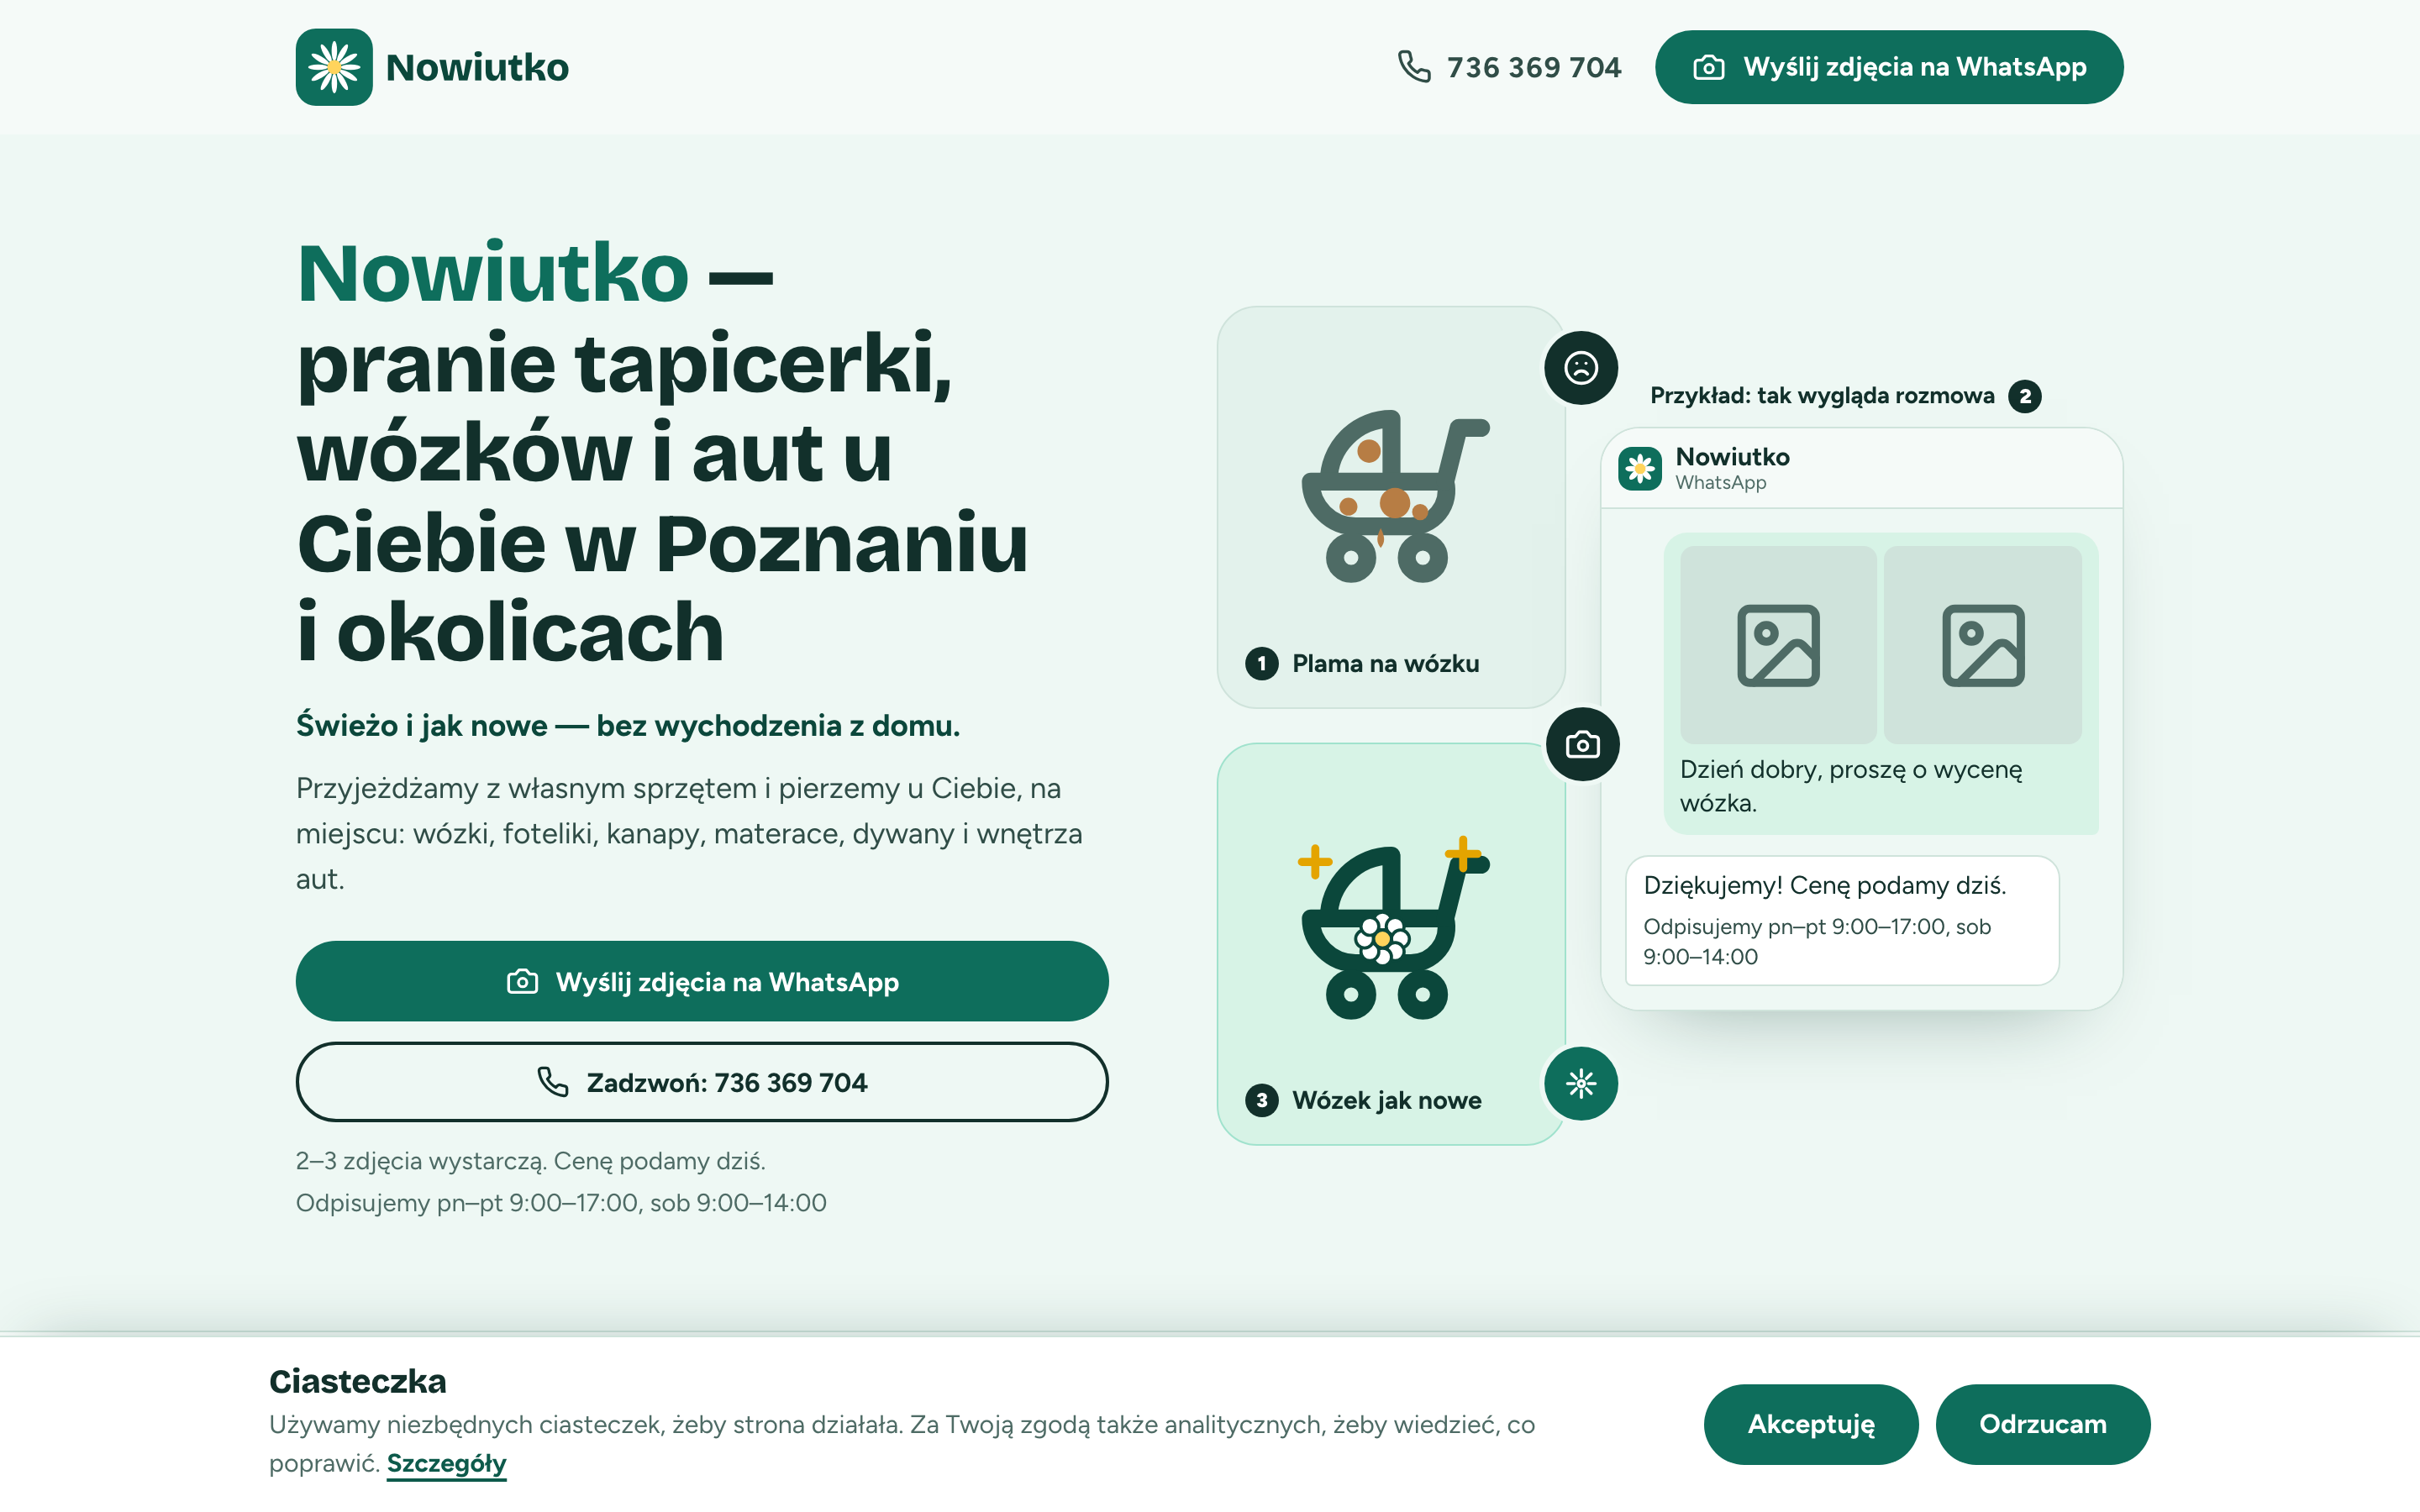 Nowiutko
736 369 704
Wyślij zdjęcia na WhatsApp
Nowiutko —
pranie tapicerki,
wózków i aut u
Ciebie w Poznaniu
i okolicach
Świeżo i jak nowe — bez wychodzenia z domu.
Przyjeżdżamy z własnym sprzętem i pierzemy u Ciebie, na
miejscu: wózki, foteliki, kanapy, materace, dywany i wnętrza
aut.
Wyślij zdjęcia na WhatsApp
Zadzwoń: 736 369 704
2–3 zdjęcia wystarczą. Cenę podamy dziś.
Odpisujemy pn–pt 9:00–17:00, sob 9:00–14:00
1 Plama na wózku
Przykład: tak wygląda rozmowa 2
Nowiutko
WhatsApp
Dzień dobry, proszę o wycenę
wózka.
Dziękujemy! Cenę podamy dziś.
Odpisujemy pn–pt 9:00–17:00, sob
9:00–14:00
3 Wózek jak nowe
Ciasteczka
Używamy niezbędnych ciasteczek, żeby strona działała. Za Twoją zgodą także analitycznych, żeby wiedzieć, co
poprawić. Szczegóły
Akceptuję
Odrzucam